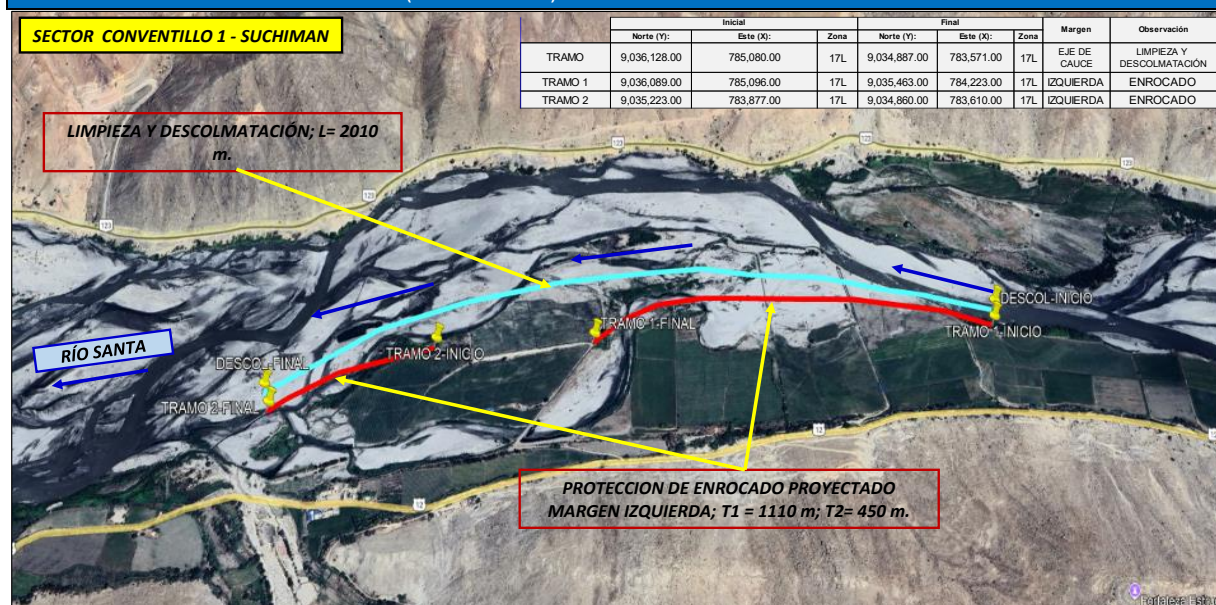 SECTOR CONVENTILLO 1 - SUCHIMAN
Inicial Final Margen Observación
Norte (Y): Este (X): Zona Norte (Y): Este (X): Zona
TRAMO 9,036,128.00 785,080.00 17L 9,034,887.00 783,571.00 17L EJE DE CAUCE LIMPIEZA Y DESCOLMATACIÓN
TRAMO 1 9,036,089.00 785,096.00 17L 9,035,463.00 784,223.00 17L IZQUIERDA ENROCADO
TRAMO 2 9,035,223.00 783,877.00 17L 9,034,860.00 783,610.00 17L IZQUIERDA ENROCADO
LIMPIEZA Y DESCOLMATACIÓN; L= 2010
m.
123
123
123
123
123
DESCOL-INICIO
TRAMO 1-INICIO
TRAMO 1-FINAL
TRAMO 2-INICIO
RÍO SANTA
DESCOL-FINAL
TRAMO 2-FINAL
12
12
PROTECCION DE ENROCADO PROYECTADO
MARGEN IZQUIERDA; T1 = 1110 m; T2= 450 m.